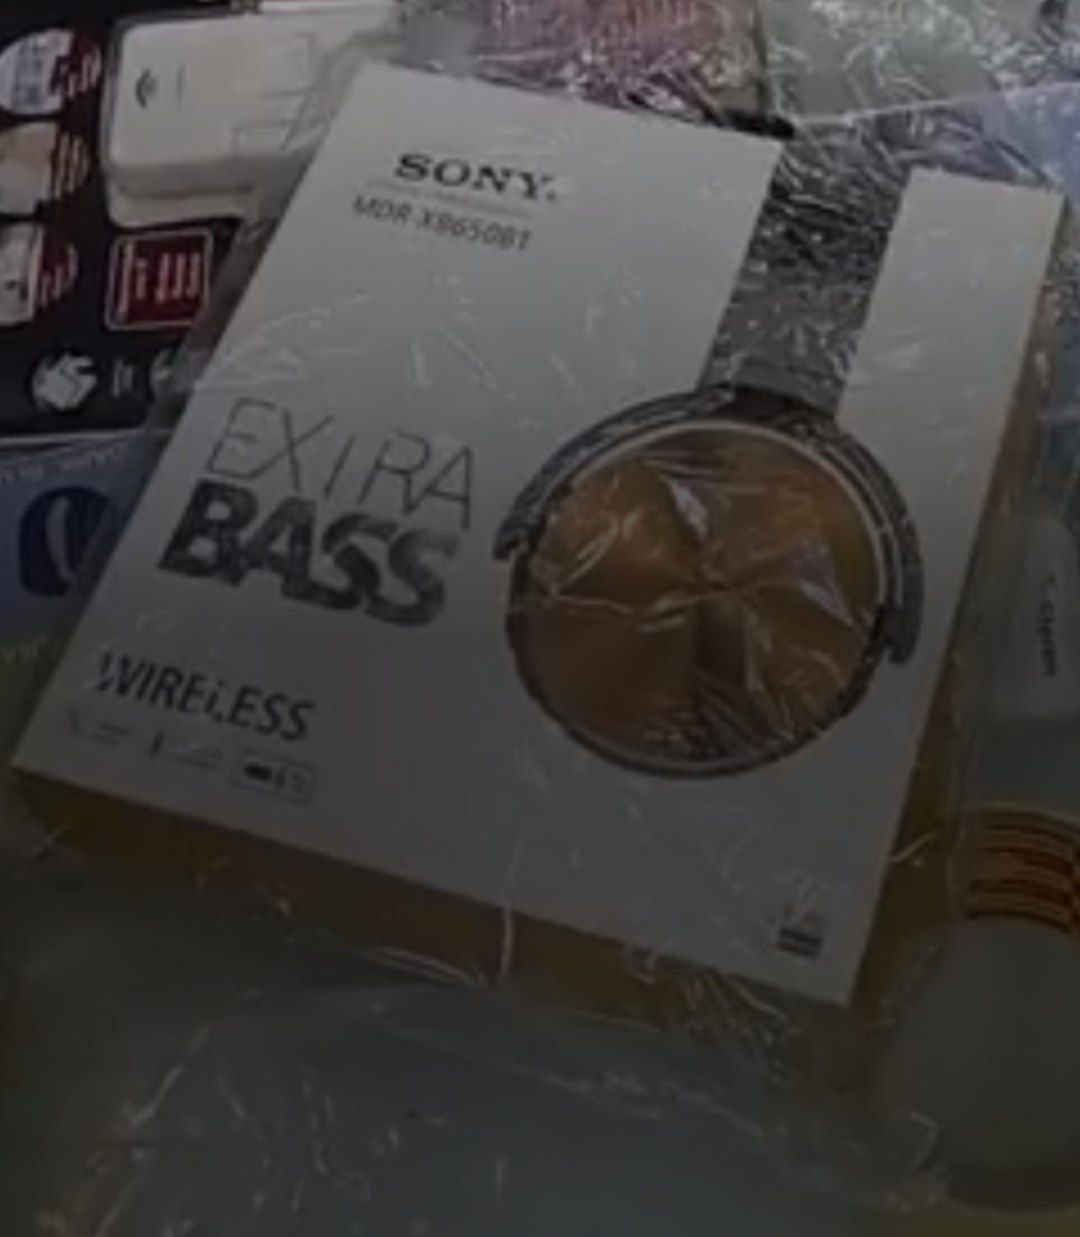 SONY
MDR-XB650BT
EXTRA
BASS
WIRELESS